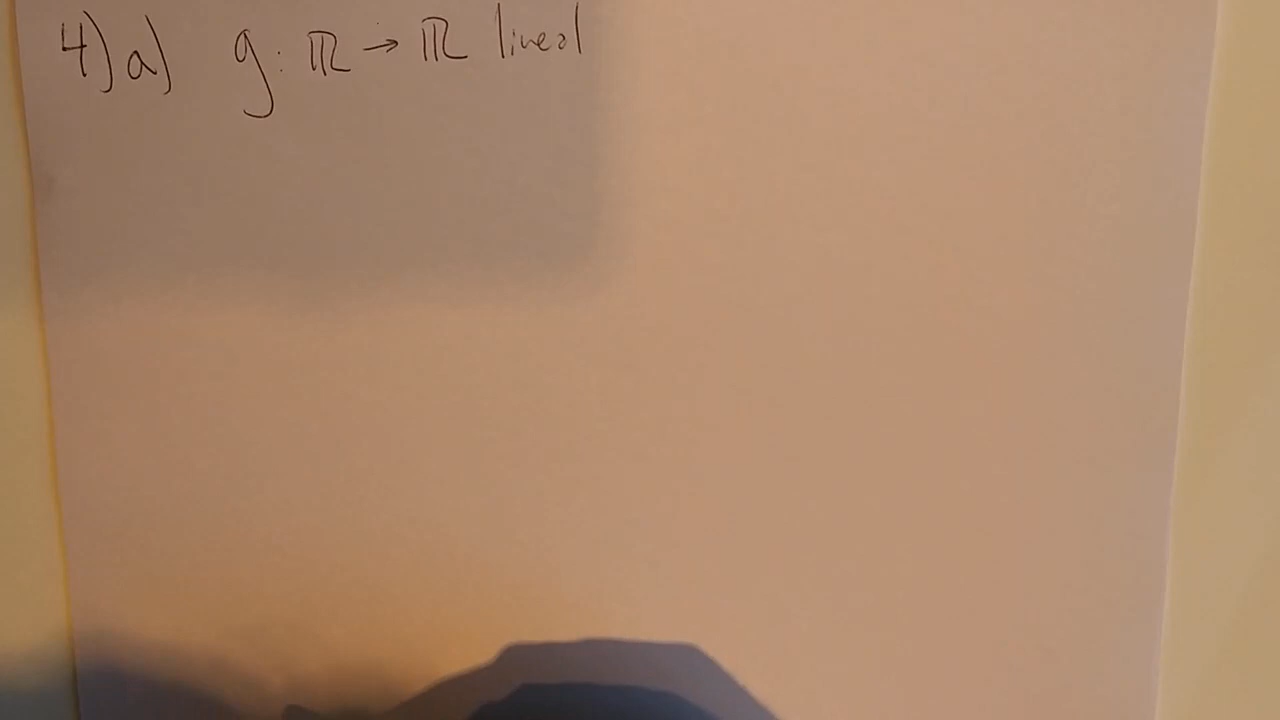 4) a) g: ℝ → ℝ lineal